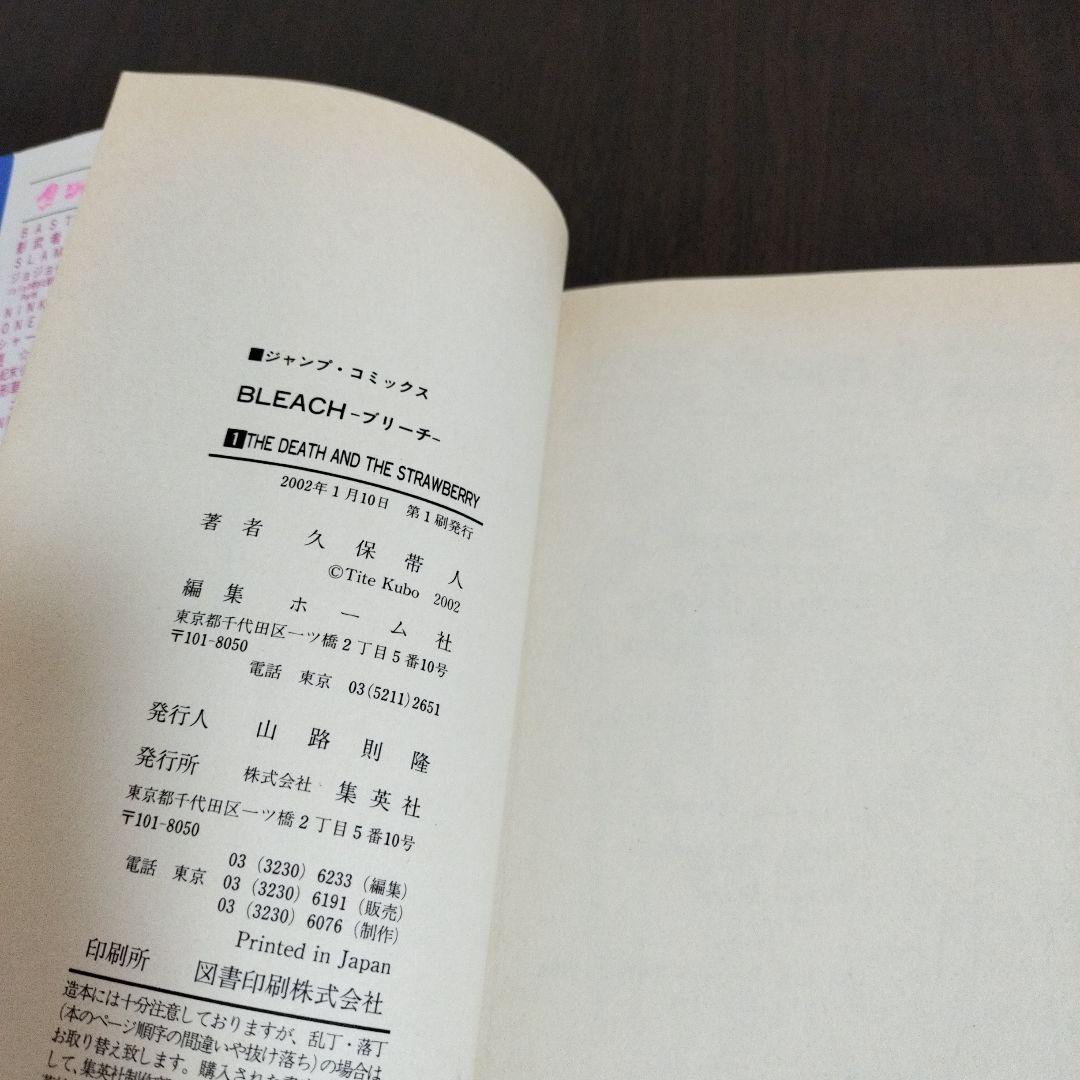 ■ジャンプ・コミックス
BLEACH-ブリーチ-
1 THE DEATH AND THE STRAWBERRY
2002年1月10日 第1刷発行
著者 久保帯人
©Tite Kubo 2002
編集 ホーム社
東京都千代田区一ツ橋2丁目5番10号
〒101-8050
電話 東京 03(5211)2651
発行人 山路則隆
発行所 株式会社 集英社
東京都千代田区一ツ橋2丁目5番10号
〒101-8050
03 (3230) 6233 (編集)
電話 東京 03 (3230) 6191 (販売)
03 (3230) 6076 (制作)
Printed in Japan
印刷所 図書印刷株式会社
造本には十分注意しておりますが、乱丁・落丁
(本のページ順序の間違いや抜け落ち)の場合は
お取り替え致します。購入された
して、集英社制作部